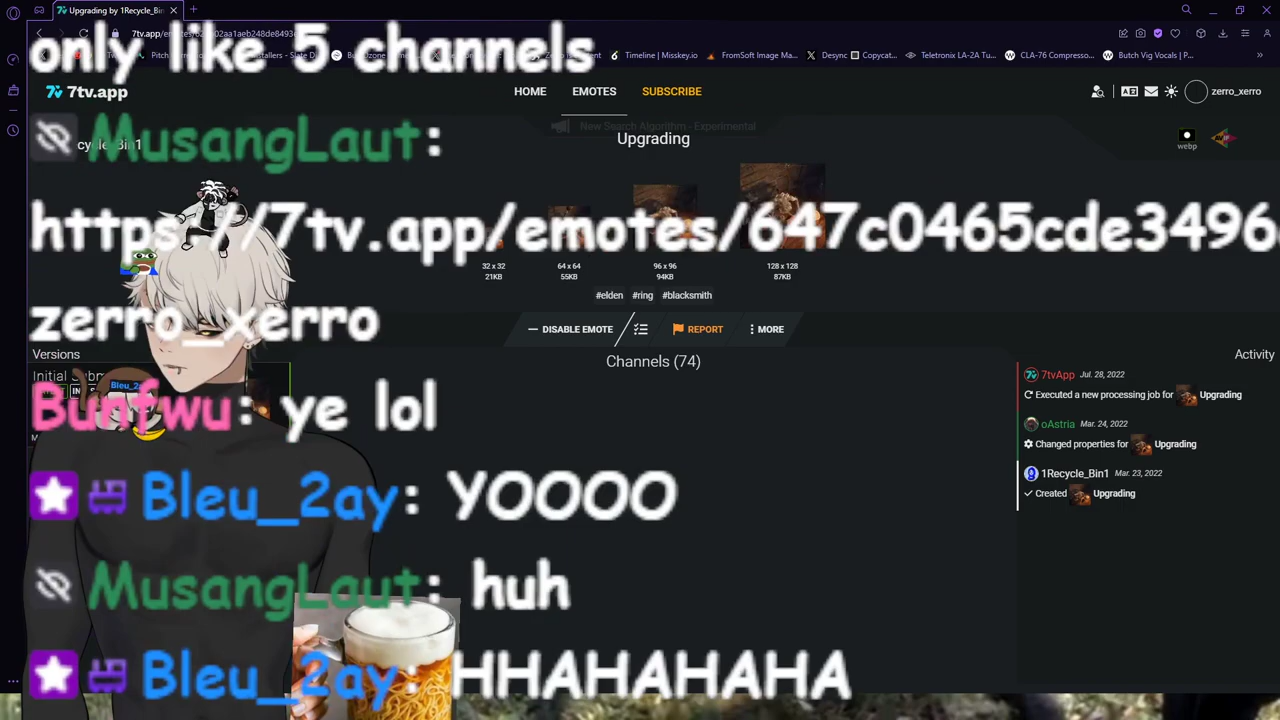 Upgrading by 1Recycle_Bin
only like 5 channels
Timeline | Misskey.io
FromSoft Image Ma...
Desync
Copycat...
Teletronix LA-2A Tu...
CLA-76 Compresso...
Butch Vig Vocals | P...
7tv.app
HOME
EMOTES
SUBSCRIBE
zerro_xerro
New Search Algorithm - Experimental
Upgrading
webp
MusangLaut:
https://7tv.app/emotes/647c0465cde3496
32 x 32
21KB
64 x 64
55KB
96 x 96
94KB
128 x 128
87KB
#elden #ring #blacksmith
zerro_xerro
DISABLE EMOTE
REPORT
MORE
Versions
Channels (74)
Activity
Bunfwu: ye lol
7tvApp Jul. 28, 2022
Executed a new processing job for Upgrading
oAstria Mar. 24, 2022
Changed properties for Upgrading
1Recycle_Bin1 Mar. 23, 2022
Created Upgrading
Bleu_2ay: YOOOO
MusangLaut: huh
Bleu_2ay: HHAHAHAHA